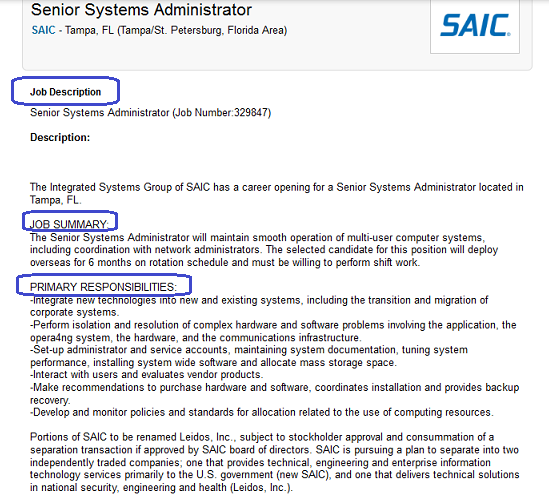 Senior Systems Administrator
SAIC - Tampa, FL (Tampa/St. Petersburg, Florida Area)
SAIC
Job Description
Senior Systems Administrator (Job Number:329847)
Description:
The Integrated Systems Group of SAIC has a career opening for a Senior Systems Administrator located in
Tampa, FL.
JOB SUMMARY:
The Senior Systems Administrator will maintain smooth operation of multi-user computer systems,
including coordination with network administrators. The selected candidate for this position will deploy
overseas for 6 months on rotation schedule and must be willing to perform shift work.
PRIMARY RESPONSIBILITIES:
-Integrate new technologies into new and existing systems, including the transition and migration of
corporate systems.
-Perform isolation and resolution of complex hardware and software problems involving the application, the
opera4ng system, the hardware, and the communications infrastructure.
-Set-up administrator and service accounts, maintaining system documentation, tuning system
performance, installing system wide software and allocate mass storage space.
-Interact with users and evaluates vendor products.
-Make recommendations to purchase hardware and software, coordinates installation and provides backup
recovery.
-Develop and monitor policies and standards for allocation related to the use of computing resources.
Portions of SAIC to be renamed Leidos, Inc., subject to stockholder approval and consummation of a
separation transaction if approved by SAIC board of directors. SAIC is pursuing a plan to separate into two
independently traded companies; one that provides technical, engineering and enterprise information
technology services primarily to the U.S. government (new SAIC), and one that delivers technical solutions
in national security, engineering and health (Leidos, Inc.).